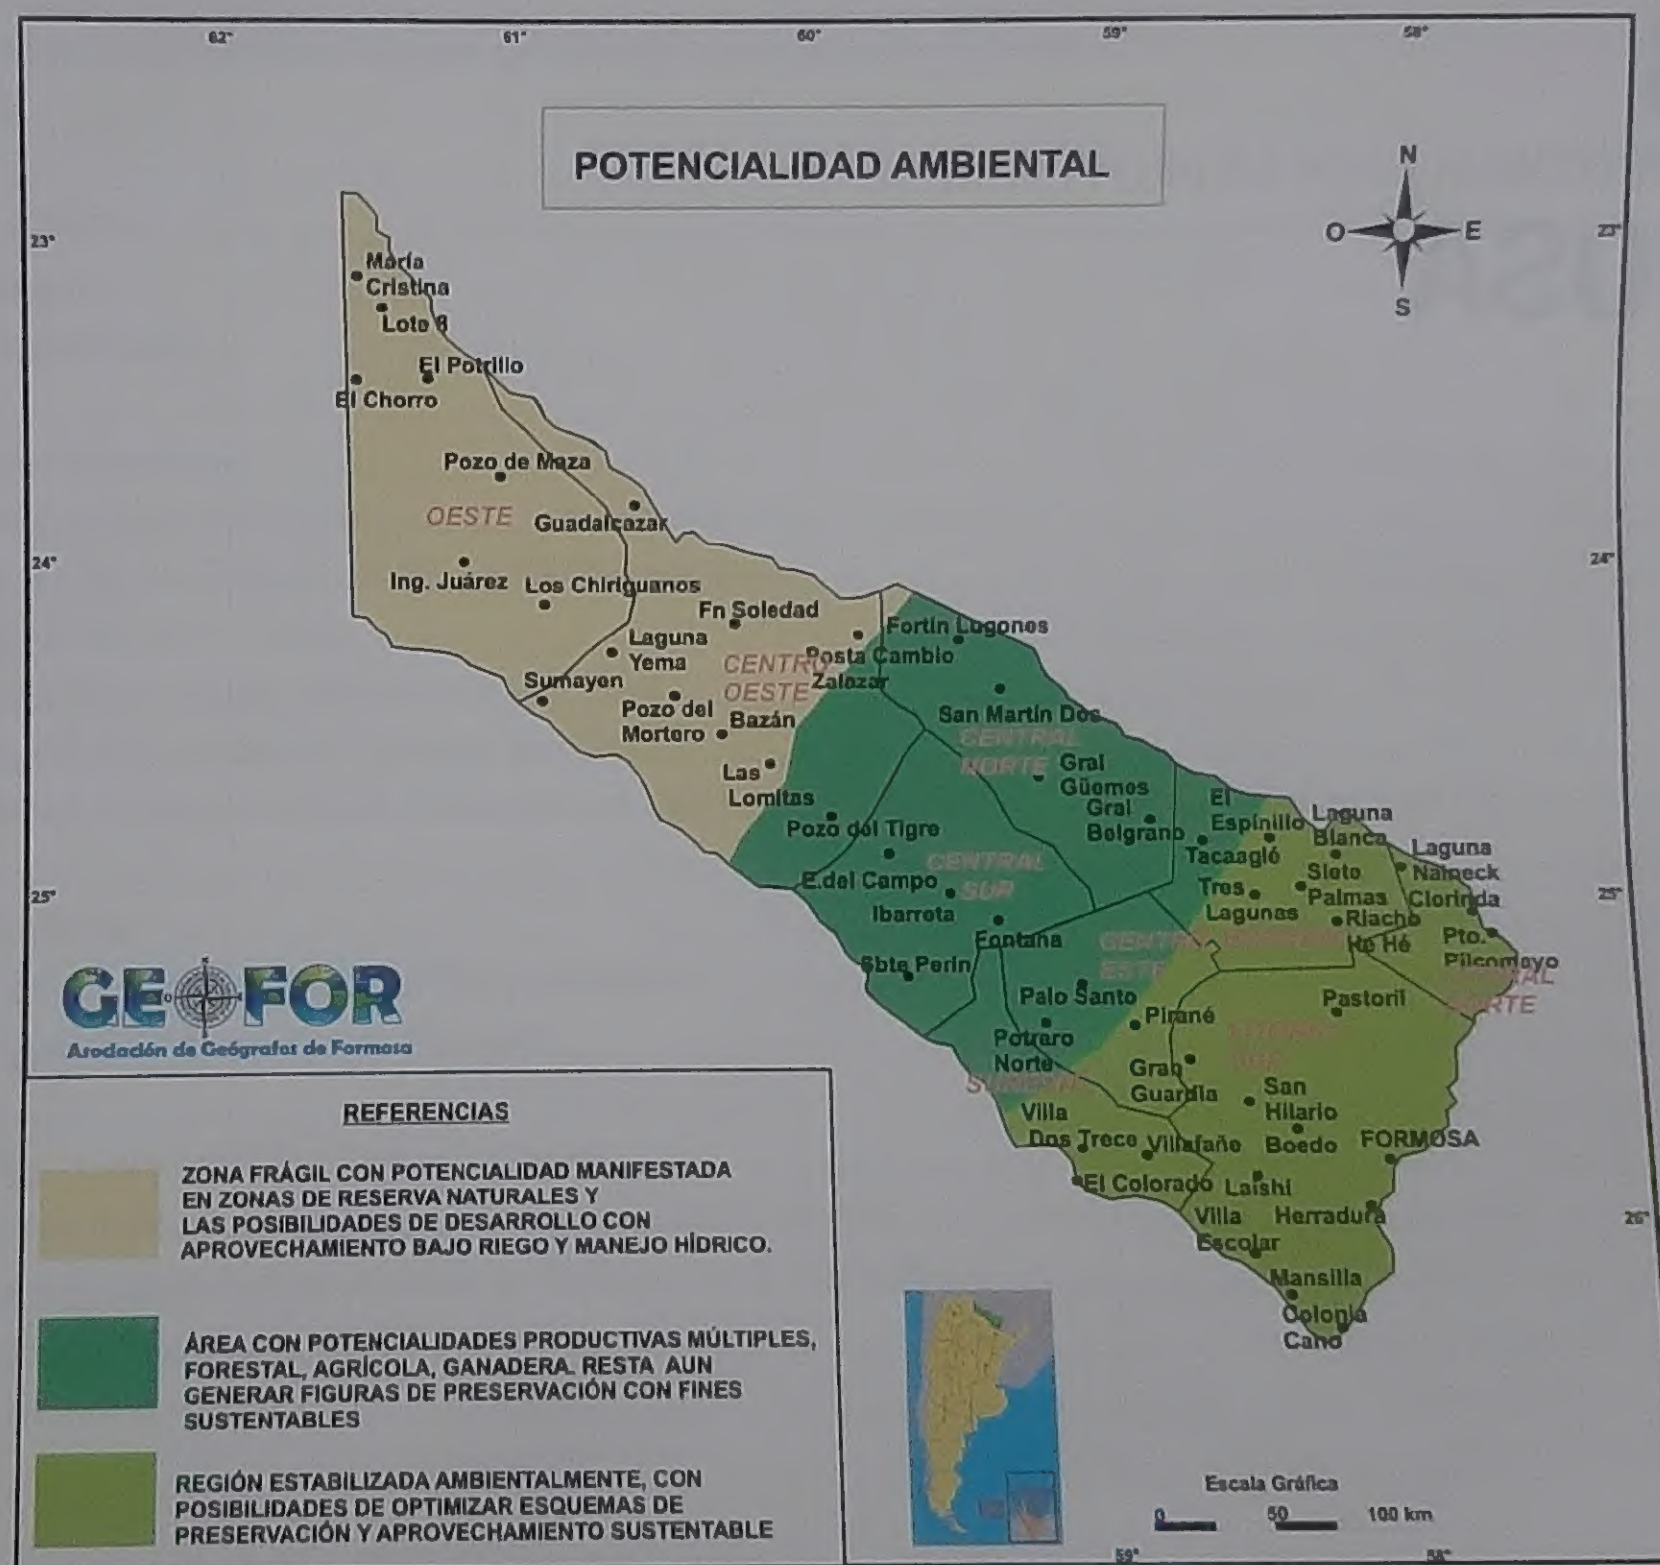 62° 61° 60° 59° 58°
POTENCIALIDAD AMBIENTAL
N
O E
S
23° 23°
María
Cristina
Lote 8
El Potrillo
El Chorro
Pozo de Maza
OESTE
Guadalcazar
24° 24°
Ing. Juárez
Los Chiriguanos
Fn Soledad
Fortín Lugones
Laguna
Yema
CENTRO
OESTE
Posta Cambio
Zalazar
Sumayen
Pozo del
Mortero
Bazán
San Martín Dos
CENTRAL
NORTE
Gral
Güemes
Las
Lomitas
Gral
Belgrano
El
Espinillo
Laguna
Blanca
Pozo del Tigre
Tacaaglé
Laguna
Naineck
CENTRAL
SUR
Siete
Palmas
E.del Campo
Tres
Lagunas
Clorinda
25° 25°
Ibarreta
Riacho
He Hé
Fontana
Pto.
Pilcomayo
ESTE
NORTE
Sbte Perin
Palo Santo
Pastoril
Pirané
Potrero
Norte
Gran
Guardia
San
Hilario
Villa
Dos Trece
Villafañe
Boedo
FORMOSA
El Colorado
Laishi
Villa
Escolar
Herradura
26°
Mansilla
Colonia
Cano
GEOFOR
N
O
Asociación de Geógrafos de Formosa
REFERENCIAS
ZONA FRÁGIL CON POTENCIALIDAD MANIFESTADA
EN ZONAS DE RESERVA NATURALES Y
LAS POSIBILIDADES DE DESARROLLO CON
APROVECHAMIENTO BAJO RIEGO Y MANEJO HÍDRICO.
ÁREA CON POTENCIALIDADES PRODUCTIVAS MÚLTIPLES,
FORESTAL, AGRÍCOLA, GANADERA. RESTA AUN
GENERAR FIGURAS DE PRESERVACIÓN CON FINES
SUSTENTABLES
REGIÓN ESTABILIZADA AMBIENTALMENTE, CON
POSIBILIDADES DE OPTIMIZAR ESQUEMAS DE
PRESERVACIÓN Y APROVECHAMIENTO SUSTENTABLE
Escala Gráfica
0 50 100 km
59° 58°